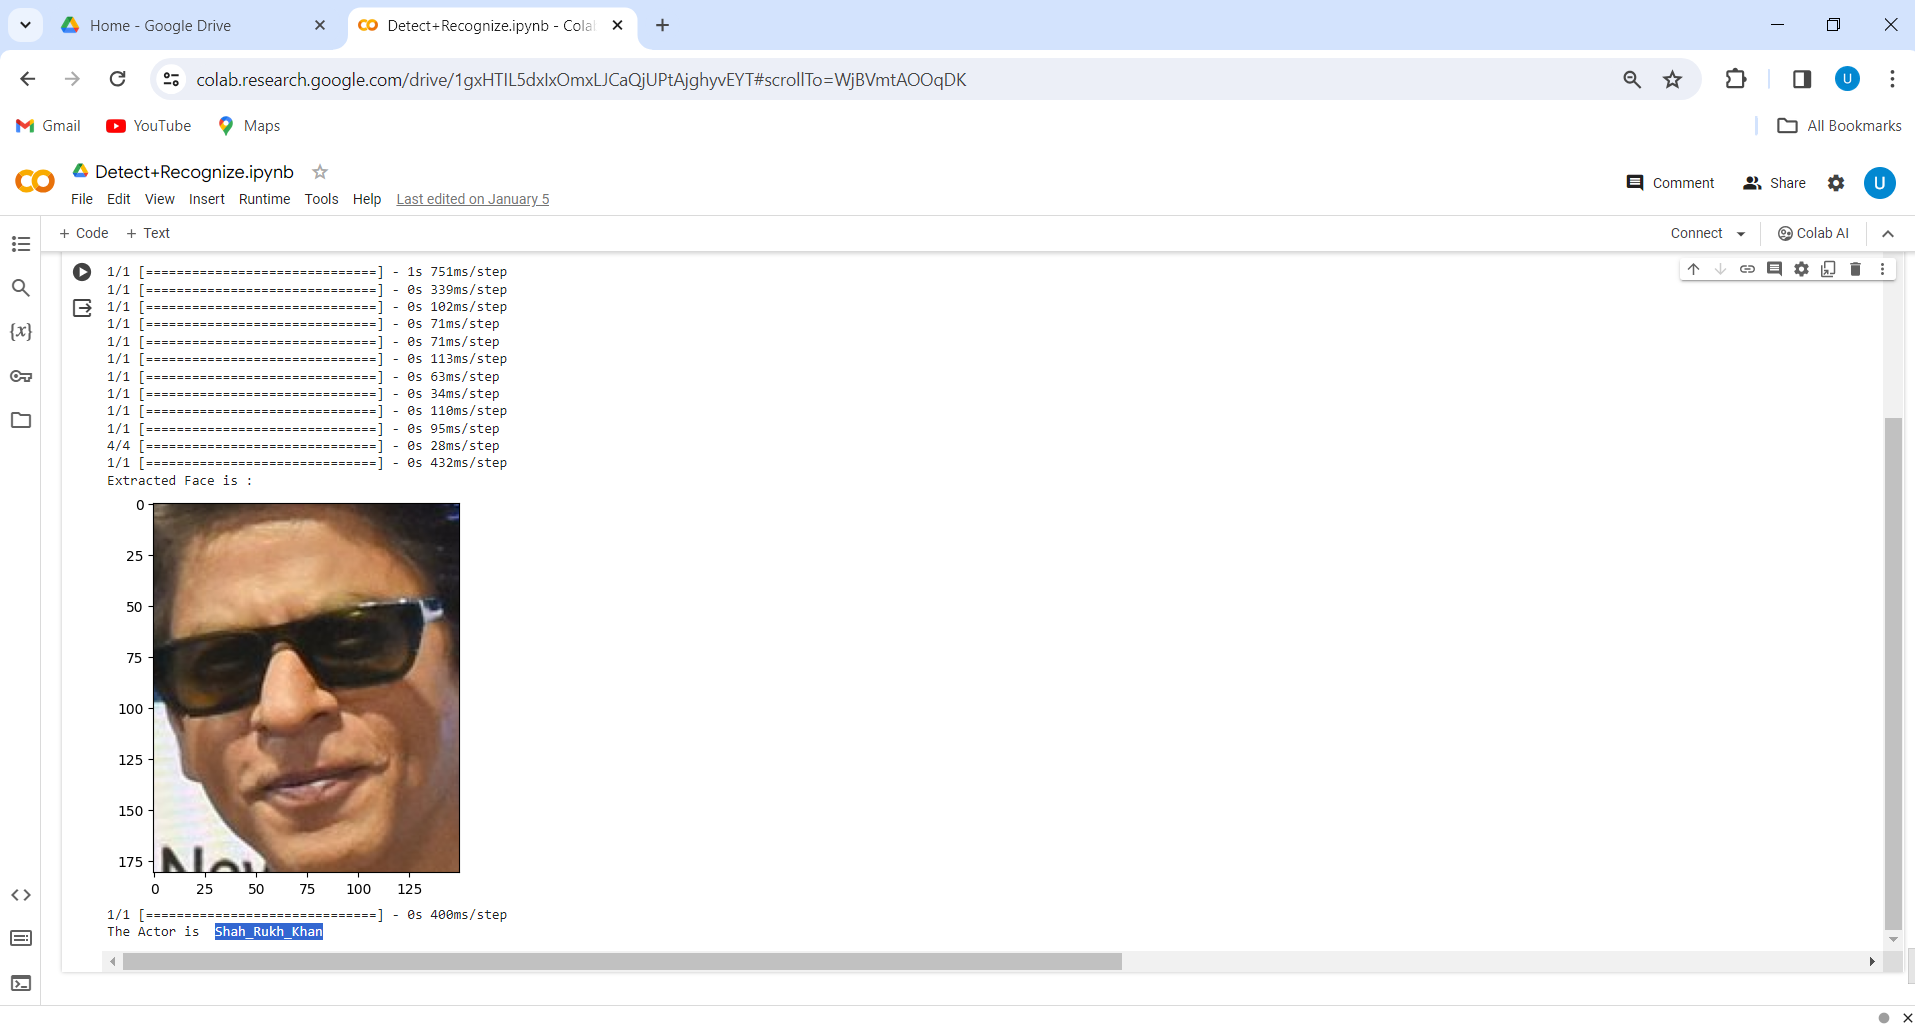 Home - Google Drive
Detect+Recognize.ipynb - Cola
colab.research.google.com/drive/1gxHTIL5dxIxOmxLJCaQjUPtAjghyvEYT#scrollTo=WjBVmtAOOqDK
U
Gmail YouTube Maps All Bookmarks
CO Detect+Recognize.ipynb
File Edit View Insert Runtime Tools Help Last edited on January 5
Comment Share U
+ Code + Text Connect Colab AI
1/1 [==============================] - 1s 751ms/step
1/1 [==============================] - 0s 339ms/step
1/1 [==============================] - 0s 102ms/step
1/1 [==============================] - 0s 71ms/step
1/1 [==============================] - 0s 71ms/step
1/1 [==============================] - 0s 113ms/step
1/1 [==============================] - 0s 63ms/step
1/1 [==============================] - 0s 34ms/step
1/1 [==============================] - 0s 110ms/step
1/1 [==============================] - 0s 95ms/step
4/4 [==============================] - 0s 28ms/step
1/1 [==============================] - 0s 432ms/step
Extracted Face is :
{x}
0
25
50
75
100
125
150
175
0 25 50 75 100 125
1/1 [==============================] - 0s 400ms/step
The Actor is Shah_Rukh_Khan